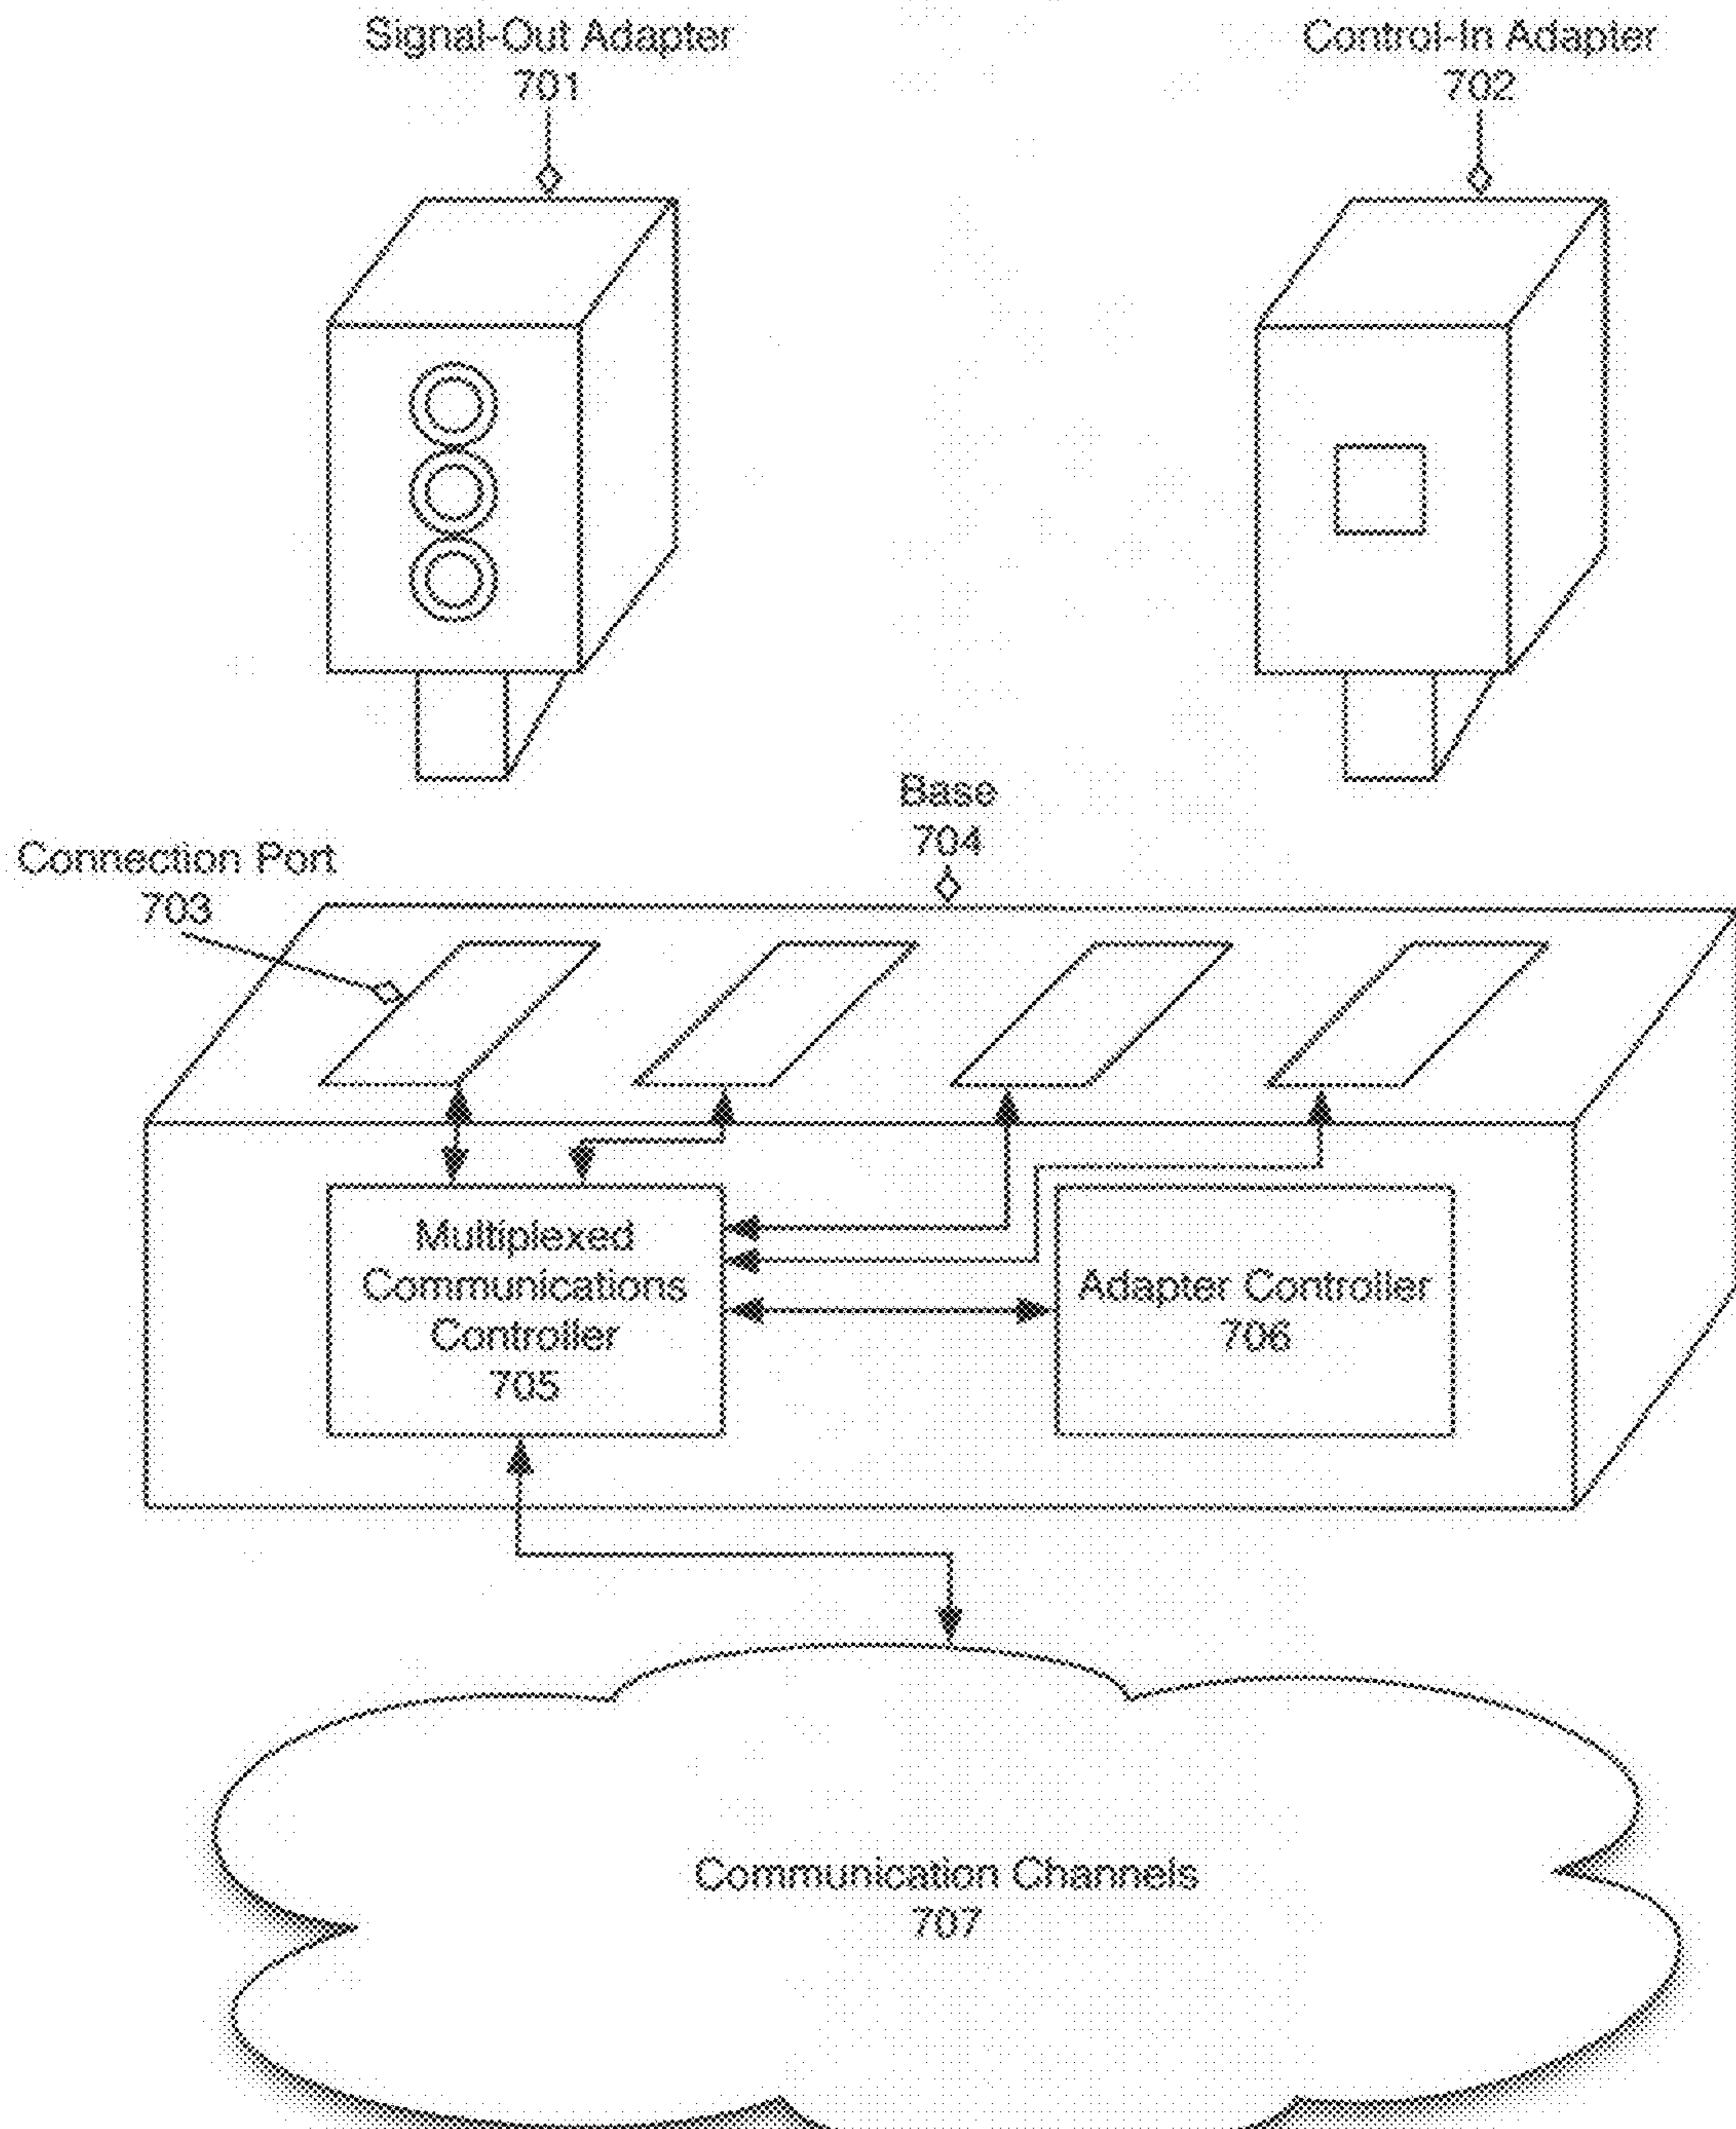 Signal-Out Adapter
701
Control-In Adapter
702
Base
704
Connection Port
703
Multiplexed
Communications
Controller
705
Adapter Controller
706
Communication Channels
707